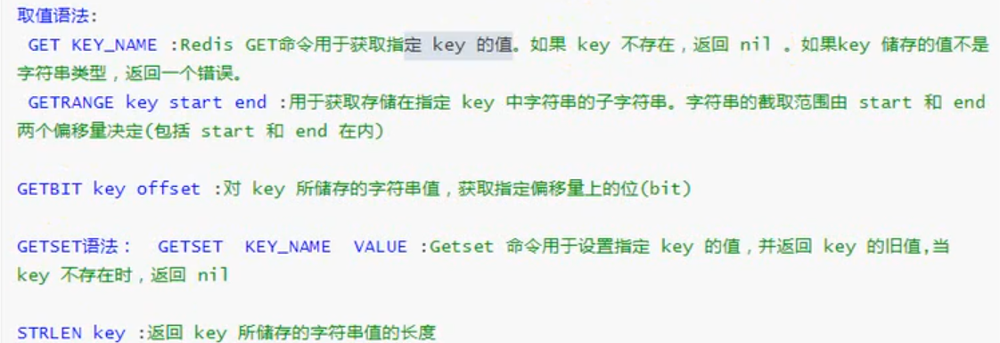 取值语法:
GET KEY_NAME :Redis GET命令用于获取指定 key 的值。如果 key 不存在，返回 nil 。如果key 储存的值不是
字符串类型，返回一个错误。
GETRANGE key start end :用于获取存储在指定 key 中字符串的子字符串。字符串的截取范围由 start 和 end
两个偏移量决定(包括 start 和 end 在内)
GETBIT key offset :对 key 所储存的字符串值，获取指定偏移量上的位(bit)
GETSET语法： GETSET KEY_NAME VALUE :Getset 命令用于设置指定 key 的值，并返回 key 的旧值,当
key 不存在时，返回 nil
STRLEN key :返回 key 所储存的字符串值的长度